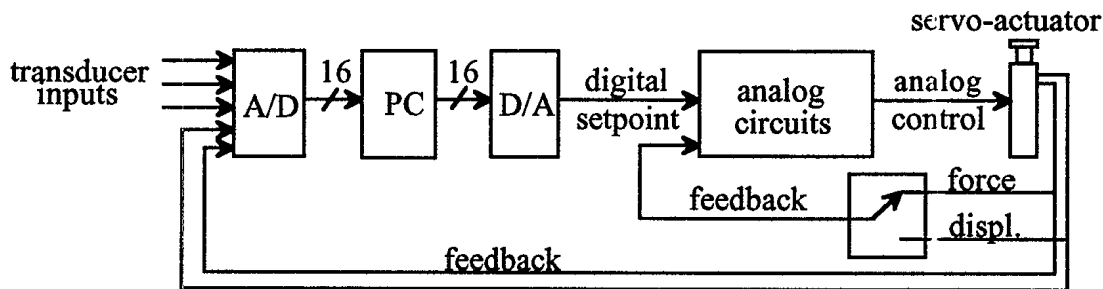 servo-actuator
transducer
inputs
A/D
16
PC
16
D/A
digital
setpoint
analog
circuits
analog
control
feedback
force
displ.
feedback